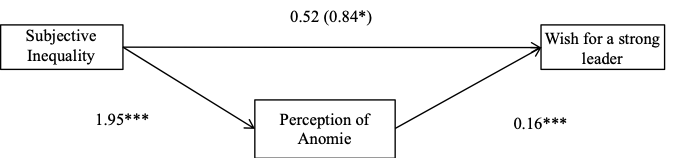 0.52 (0.84*)
Subjective
Inequality
Wish for a strong
leader
1.95***
Perception of
Anomie
0.16***